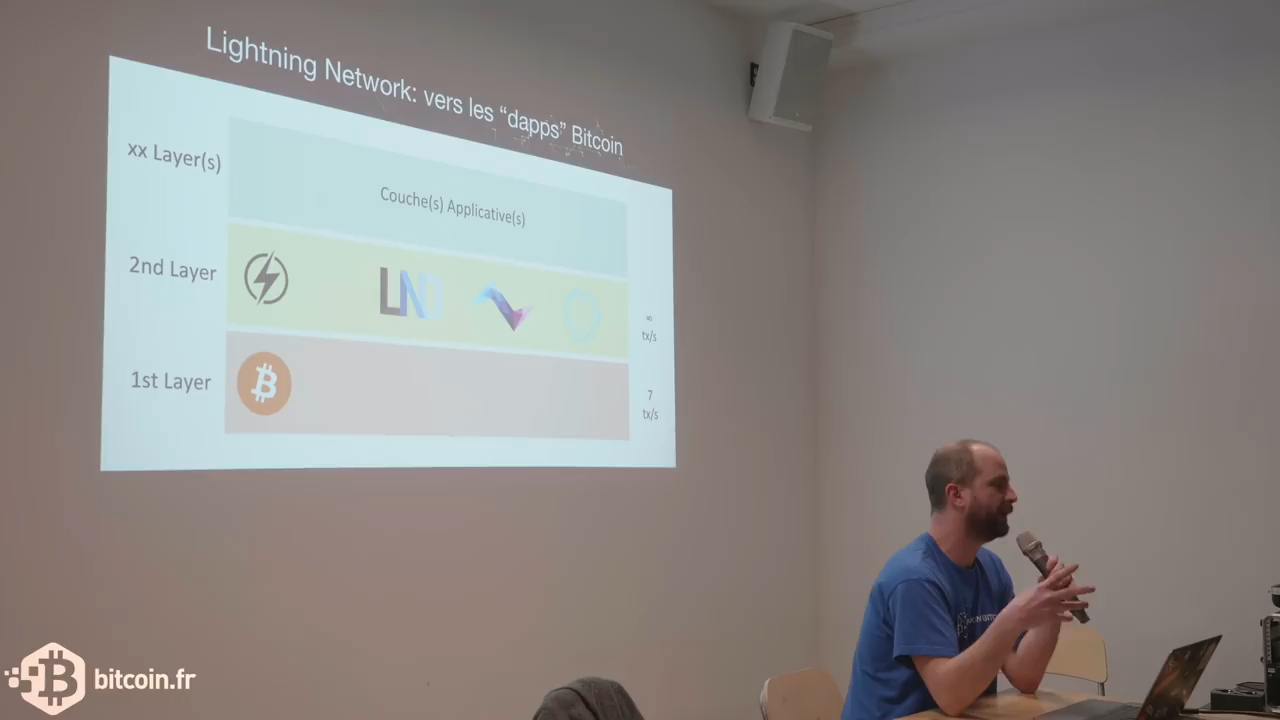 Lightning Network: vers les “dapps” Bitcoin
xx Layer(s)
Couche(s) Applicative(s)
2nd Layer
LND
∞
tx/s
1st Layer
7
tx/s
bitcoin.fr